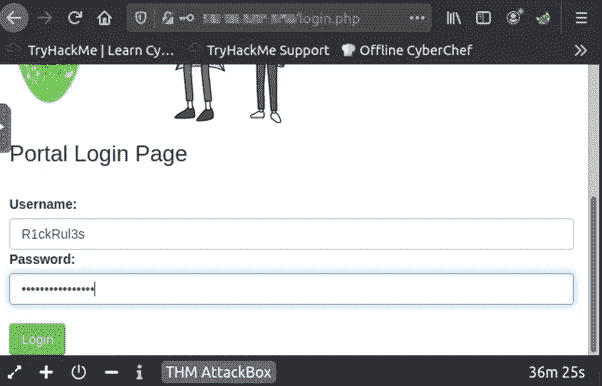 /login.php
TryHackMe | Learn Cy… TryHackMe Support Offline CyberChef
Portal Login Page
Username:
R1ckRul3s
Password:
••••••••••••••••
Login
THM AttackBox 36m 25s